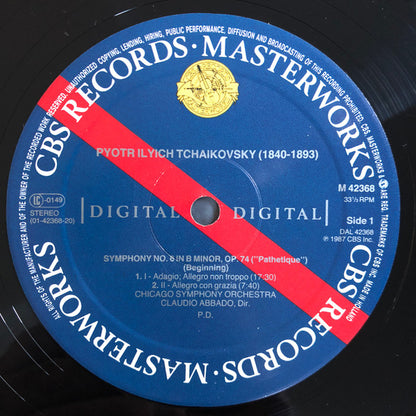 ALL RIGHTS OF THE MANUFACTURER AND OF THE OWNER OF THE RECORDED WORK RESERVED. UNAUTHORIZED COPYING, LENDING, HIRING, PUBLIC PERFORMANCE, DIFFUSION AND BROADCASTING OF THIS RECORD PROHIBITED. CBS, MASTERWORKS & ARE REG. TRADEMARKS OF CBS INC. MADE IN HOLLAND
CBS RECORDS · MASTERWORKS
CBS RECORDS · MASTERWORKS
PYOTR ILYICH TCHAIKOVSKY (1840-1893)
LC-0149
STEREO
(01-42368-20)
M 42368
33⅓ RPM
DIGITAL DIGITAL
Side 1
DAL 42368
℗ 1987 CBS Inc.
SYMPHONY NO. 6 IN B MINOR, OP. 74 ("Pathetique")
(Beginning)
1. I - Adagio; Allegro non troppo (17:30)
2. II - Allegro con grazia (7:40)
CHICAGO SYMPHONY ORCHESTRA
CLAUDIO ABBADO, Dir.
P.D.